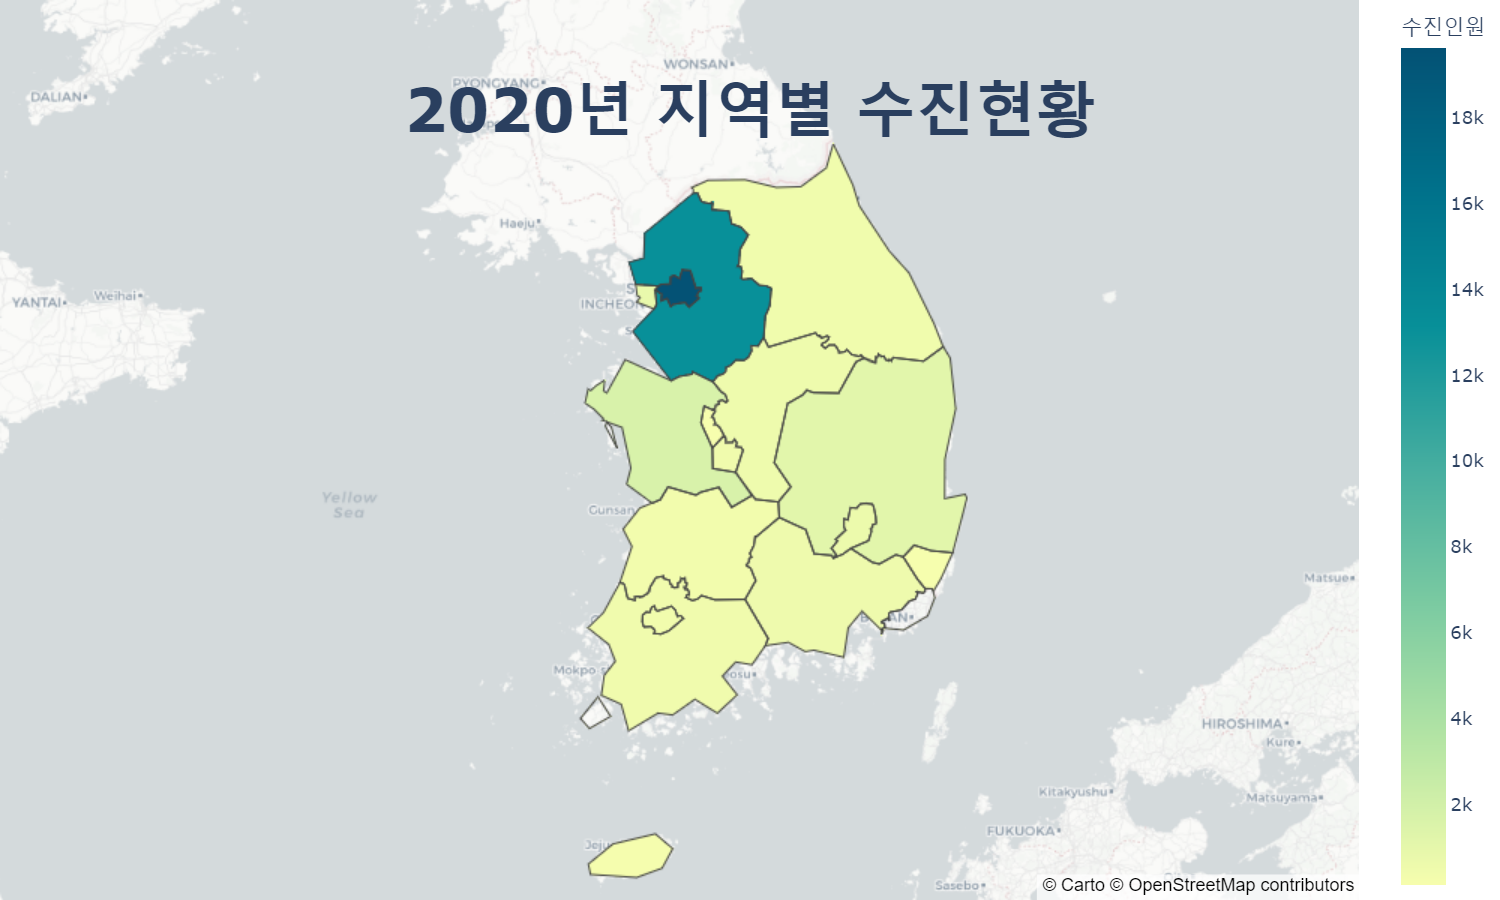 수진인원
WONSAN
PYONGYANG
DALIAN
2020년 지역별 수진현황
18k
16k
Haeju
14k
YANTAI
Weihai
INCHEON
12k
10k
Yellow
Sea
Gunsan
8k
Matsue
6k
Mokpo
4k
HIROSHIMA
Kure
Kitakyushu
Matsuyama
2k
FUKUOKA
Jeju
Sasebo
© Carto © OpenStreetMap contributors